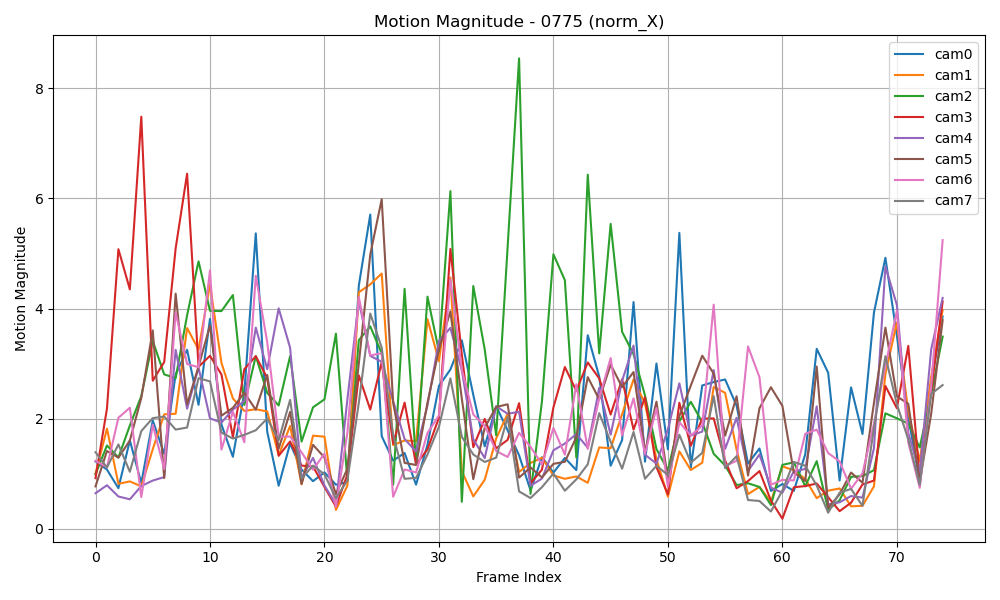 Motion Magnitude - 0775 (norm_X)
cam0
cam1
cam2
cam3
cam4
cam5
cam6
cam7
Motion Magnitude
8
6
4
2
0
0 10 20 30 40 50 60 70
Frame Index